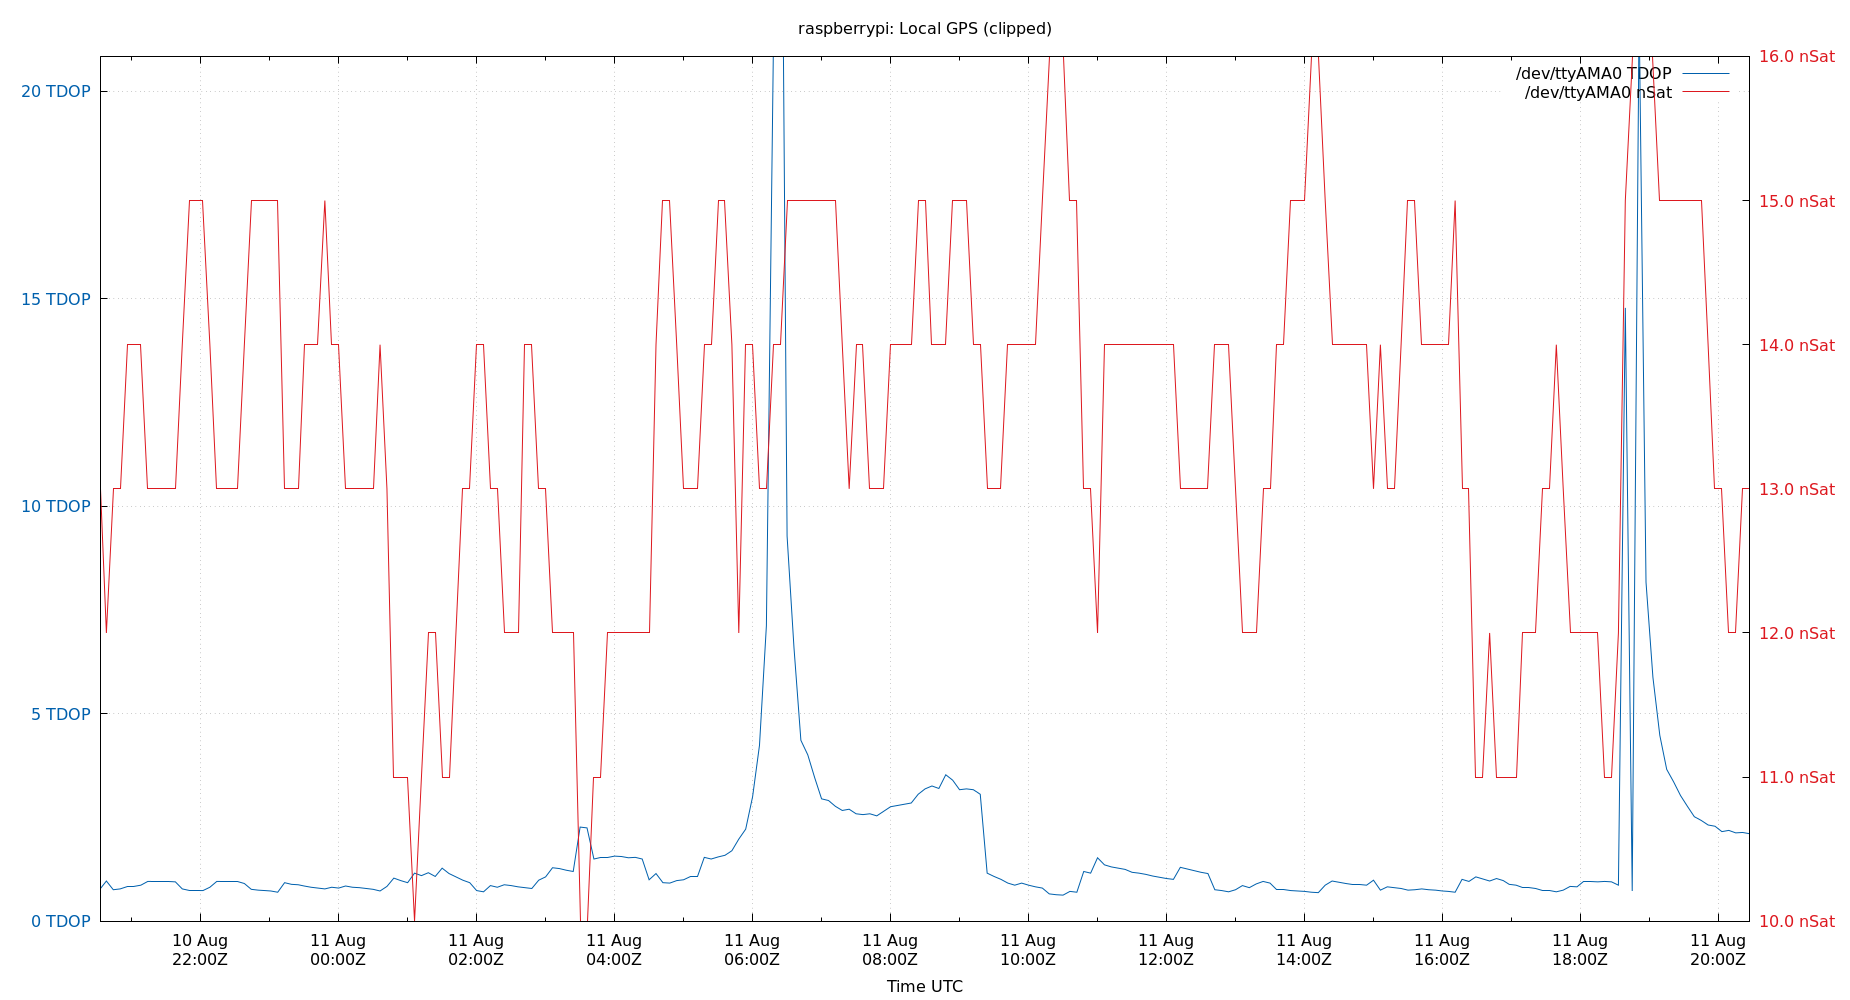 raspberrypi: Local GPS (clipped)
16.0 nSat
/dev/ttyAMA0 TDOP
20 TDOP
/dev/ttyAMA0 nSat
15.0 nSat
15 TDOP
14.0 nSat
13.0 nSat
10 TDOP
12.0 nSat
5 TDOP
11.0 nSat
0 TDOP
10.0 nSat
10 Aug 11 Aug 11 Aug 11 Aug 11 Aug 11 Aug 11 Aug 11 Aug 11 Aug 11 Aug 11 Aug 11 Aug
22:00Z 00:00Z 02:00Z 04:00Z 06:00Z 08:00Z 10:00Z 12:00Z 14:00Z 16:00Z 18:00Z 20:00Z
Time UTC